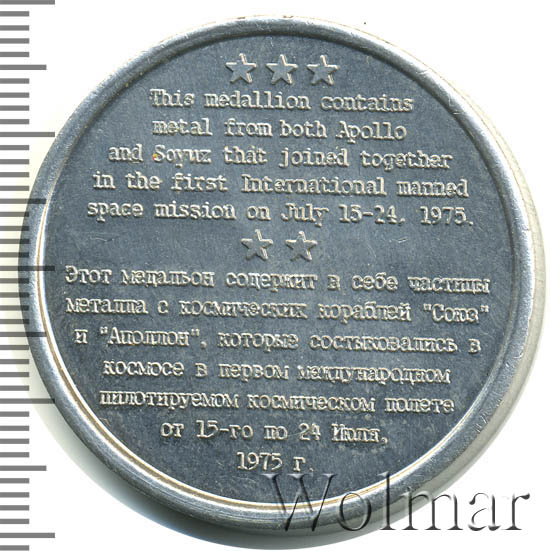 ★ ★ ★
This medallion contains
metal from both Apollo
and Soyuz that joined together
in the first International manned
space mission on July 15-24, 1975.
★ ★
Этот медальон содержит в себе частицы
металла с космических кораблей "Союз"
и "Аполлон", которые состыковались в
космосе в первом международном
пилотируемом космическом полете
от 15-го по 24 Июля,
1975 г.
Wolmar